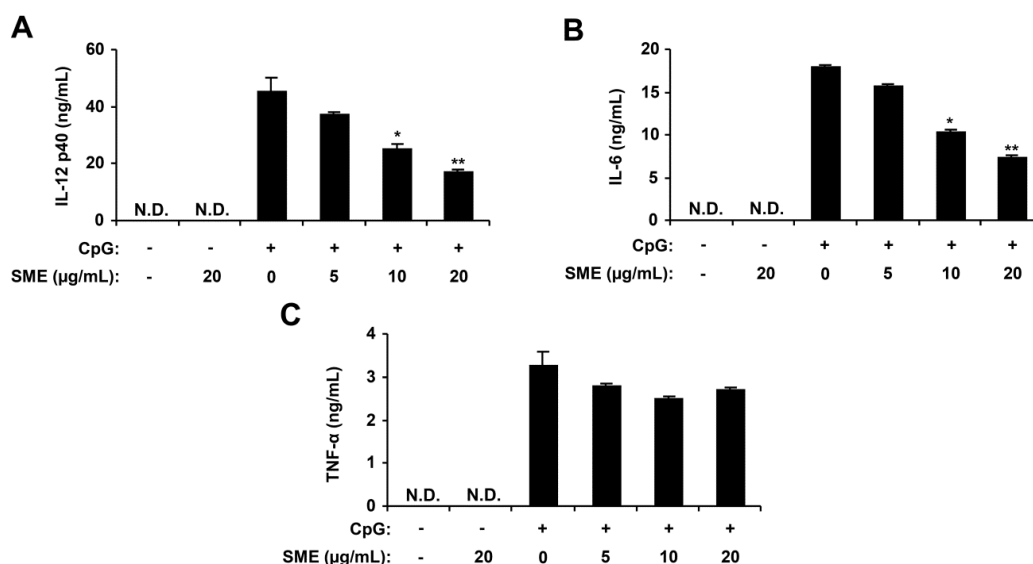 A
IL-12 p40 (ng/mL)
60
40
20
0
N.D. N.D. * **
CpG: - - + + + +
SME (μg/mL): - 20 0 5 10 20
B
IL-6 (ng/mL)
20
15
10
5
0
N.D. N.D. * **
CpG: - - + + + +
SME (μg/mL): - 20 0 5 10 20
C
TNF-α (ng/mL)
4
3
2
1
0
N.D. N.D.
CpG: - - + + + +
SME (μg/mL): - 20 0 5 10 20